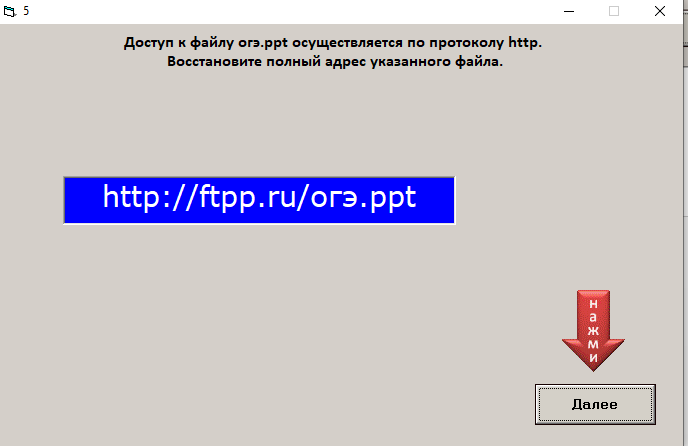 5
Доступ к файлу огэ.ppt осуществляется по протоколу http.
Восстановите полный адрес указанного файла.
http://ftpp.ru/огэ.ppt
нажми
Далее